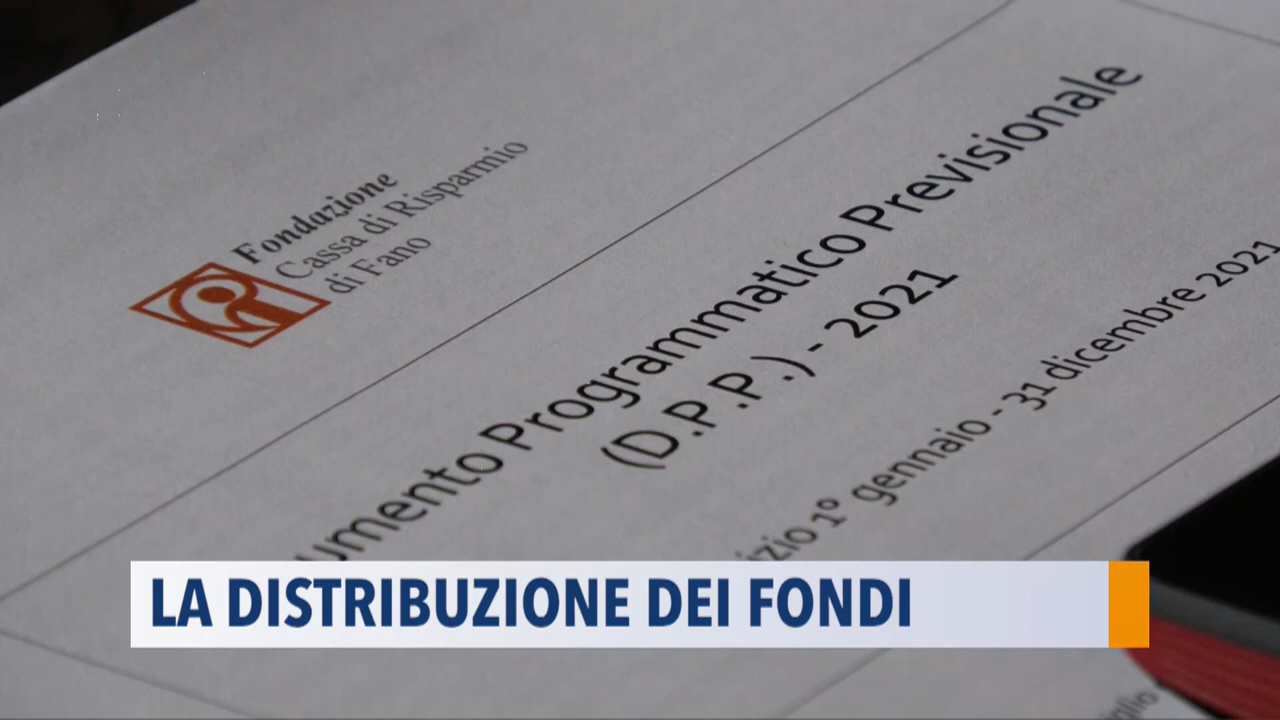 Fondazione
Cassa di Risparmio
di Fano
umento Programmatico Previsionale
(D.P.P.) - 2021
izio 1° gennaio - 31 dicembre 2021
LA DISTRIBUZIONE DEI FONDI